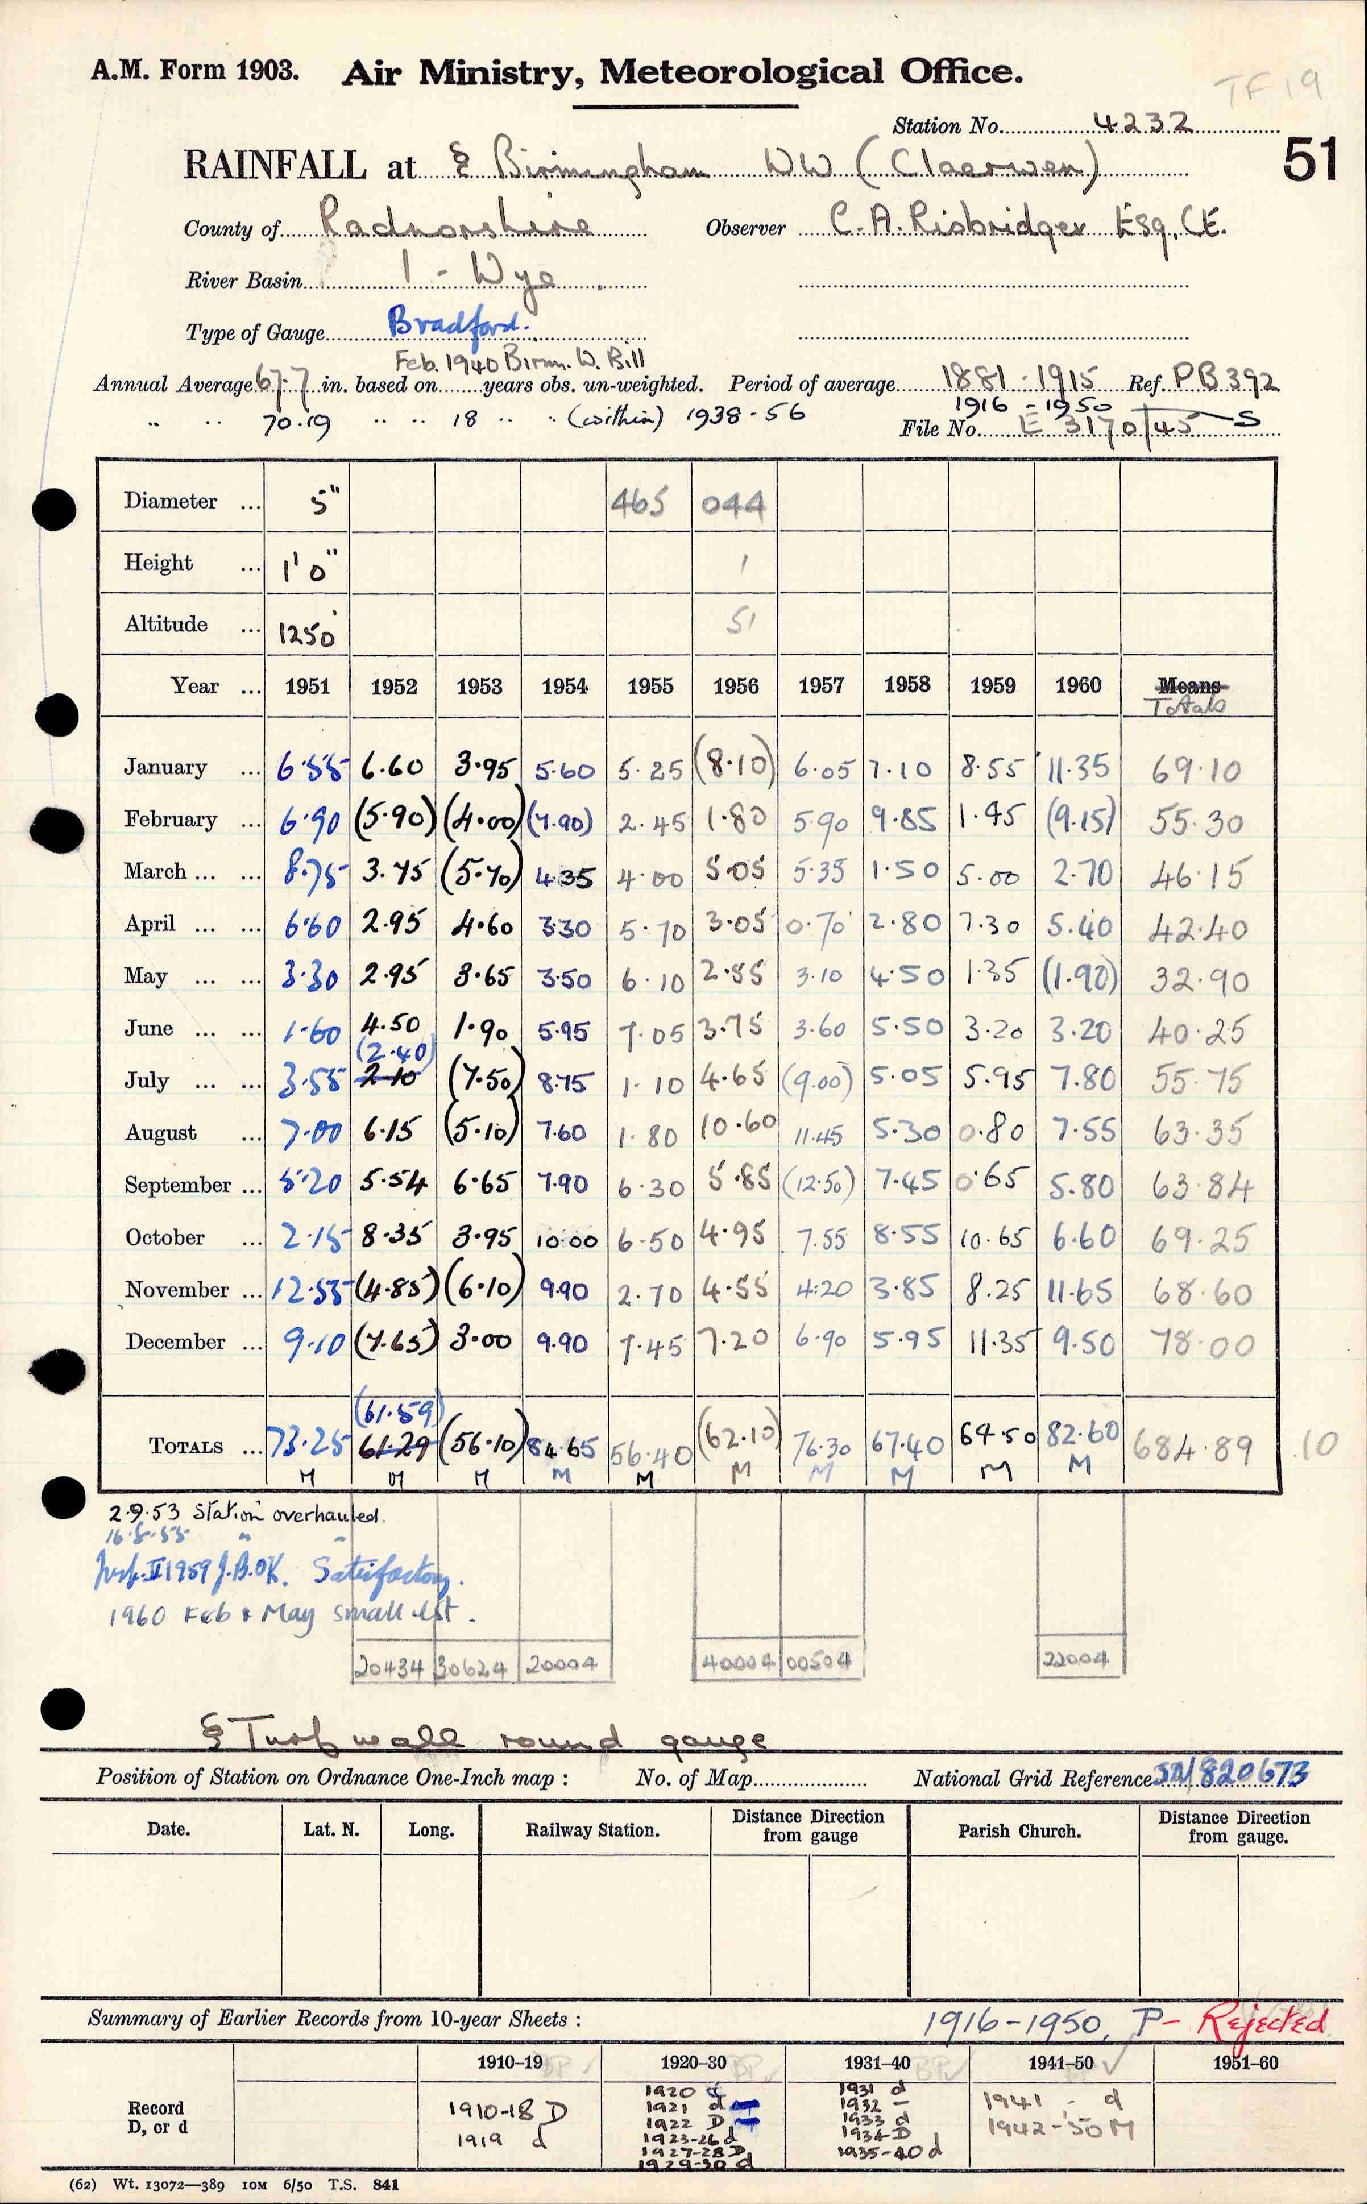 A.M. Form 1903. Air Ministry, Meteorological Office.
TF 19
Station No. 4232
51
RAINFALL at § Birmingham WW (Claerwen)
County of Radnorshire Observer C. A. Risbridger Esq., C.E.
River Basin 1 - Wye
Type of Gauge Bradford.
Feb. 1940 Birm. W. Bill
Annual Average 67.7 in. based on years obs. un-weighted. Period of average 1881-1915 Ref. PB392
1916 - 1950
" " 70.19 " " 18 " " (within) 1938-56
File No. E 3170/45 S
Diameter ... 5" 465 044
Height ... 1'0" 1
Altitude ... 1250' 51
Year ... 1951 1952 1953 1954 1955 1956 1957 1958 1959 1960 Means
Totals
January ... 6.55 6.60 3.95 5.60 5.25 (8.10) 6.05 7.10 8.55 11.35 69.10
February ... 6.90 (5.90) (4.00) (7.90) 2.45 1.80 5.90 9.85 1.45 (9.15) 55.30
March ... ... 8.75 3.75 (5.70) 4.35 4.00 5.05 5.35 1.50 5.00 2.70 46.15
April ... ... 6.60 2.95 4.60 3.30 5.70 3.05 0.70 2.80 7.30 5.40 42.40
May ... ... 3.30 2.95 3.65 3.50 6.10 2.85 3.10 4.50 1.35 (1.90) 32.90
June ... ... 1.60 4.50 1.90 5.95 7.05 3.75 3.60 5.50 3.20 3.20 40.25
(2.40)
July ... ... 3.55 2.10 (7.50) 8.75 1.10 4.65 (9.00) 5.05 5.95 7.80 55.75
August ... 7.00 6.15 (5.10) 7.60 1.80 10.60 11.45 5.30 0.80 7.55 63.35
September ... 5.20 5.54 6.65 7.90 6.30 5.85 (12.50) 7.45 0.65 5.80 63.84
October ... 2.15 8.35 3.95 10.00 6.50 4.95 7.55 8.55 10.65 6.60 69.25
November ... 12.55 (4.85) (6.10) 9.90 2.70 4.55 4.20 3.85 8.25 11.65 68.60
December ... 9.10 (7.65) 3.00 9.90 7.45 7.20 6.90 5.95 11.35 9.50 78.00
(61.59)
TOTALS ... 73.25 61.29 (56.10) 84.65 56.40 (62.10) 76.30 67.40 64.50 82.60 684.89 .10
M M M M M M M M M M
2.9.53 Station overhauled.
16.8.55 " "
Insp. II 1959 J.B.OK. Satisfactory.
1960 Feb & May small est.
20434 30624 20004 40004 00504 22004
§ Turf wall round gauge
Position of Station on Ordnance One-Inch map : No. of Map National Grid Reference SN/820673
Date. Lat. N. Long. Railway Station. Distance Direction from gauge Parish Church. Distance Direction from gauge.
Summary of Earlier Records from 10-year Sheets : 1916-1950, P- Rejected
1910-19 1920-30 1931-40 1941-50 1951-60
Record D, or d
1910-18 D
1919 d
1920 d
1921 d
1922 D
1923-26 d
1927-28 D
1929-30 d
1931 d
1932 -
1933 d
1934 D
1935-40 d
1941 - d
1942-50 M
(62) Wt. 13072—389 10M 6/50 T.S. 841